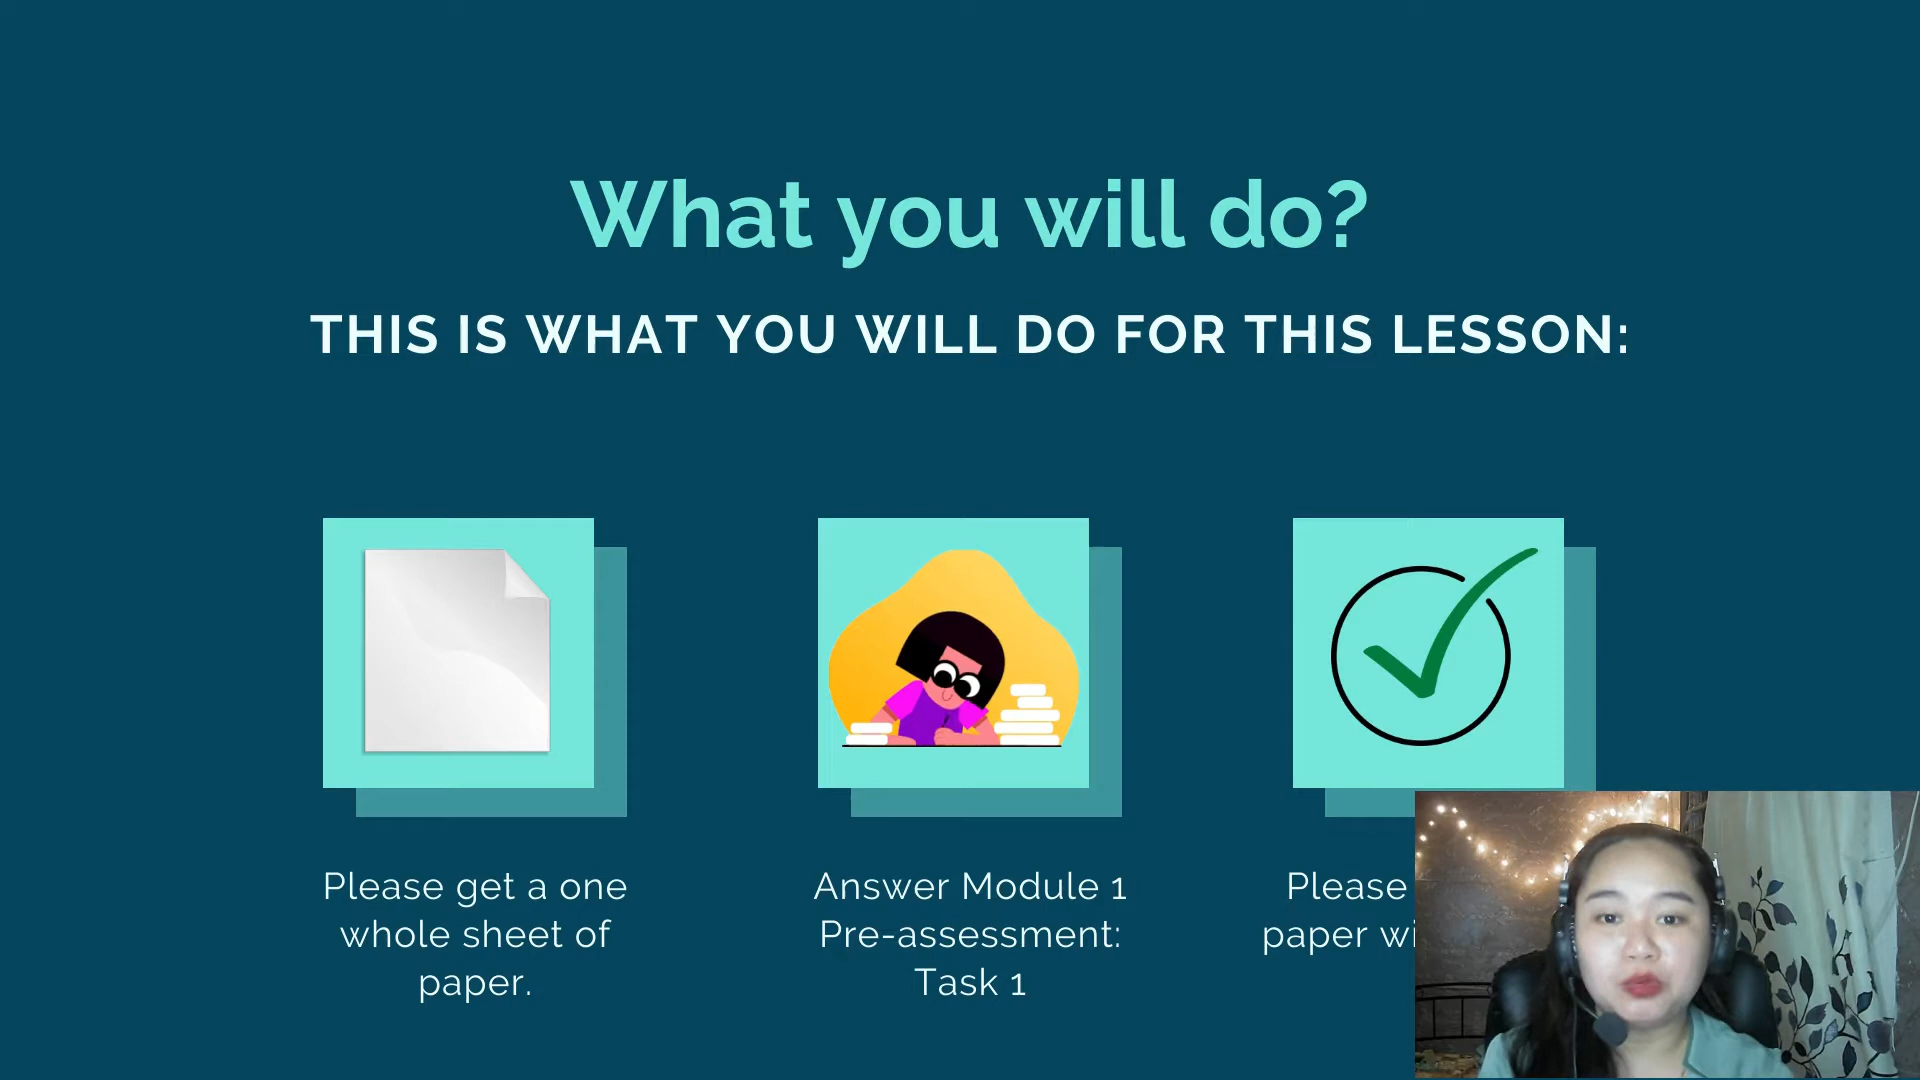 What you will do?
THIS IS WHAT YOU WILL DO FOR THIS LESSON:
Please get a one
whole sheet of
paper.
Answer Module 1
Pre-assessment:
Task 1
Please
paper